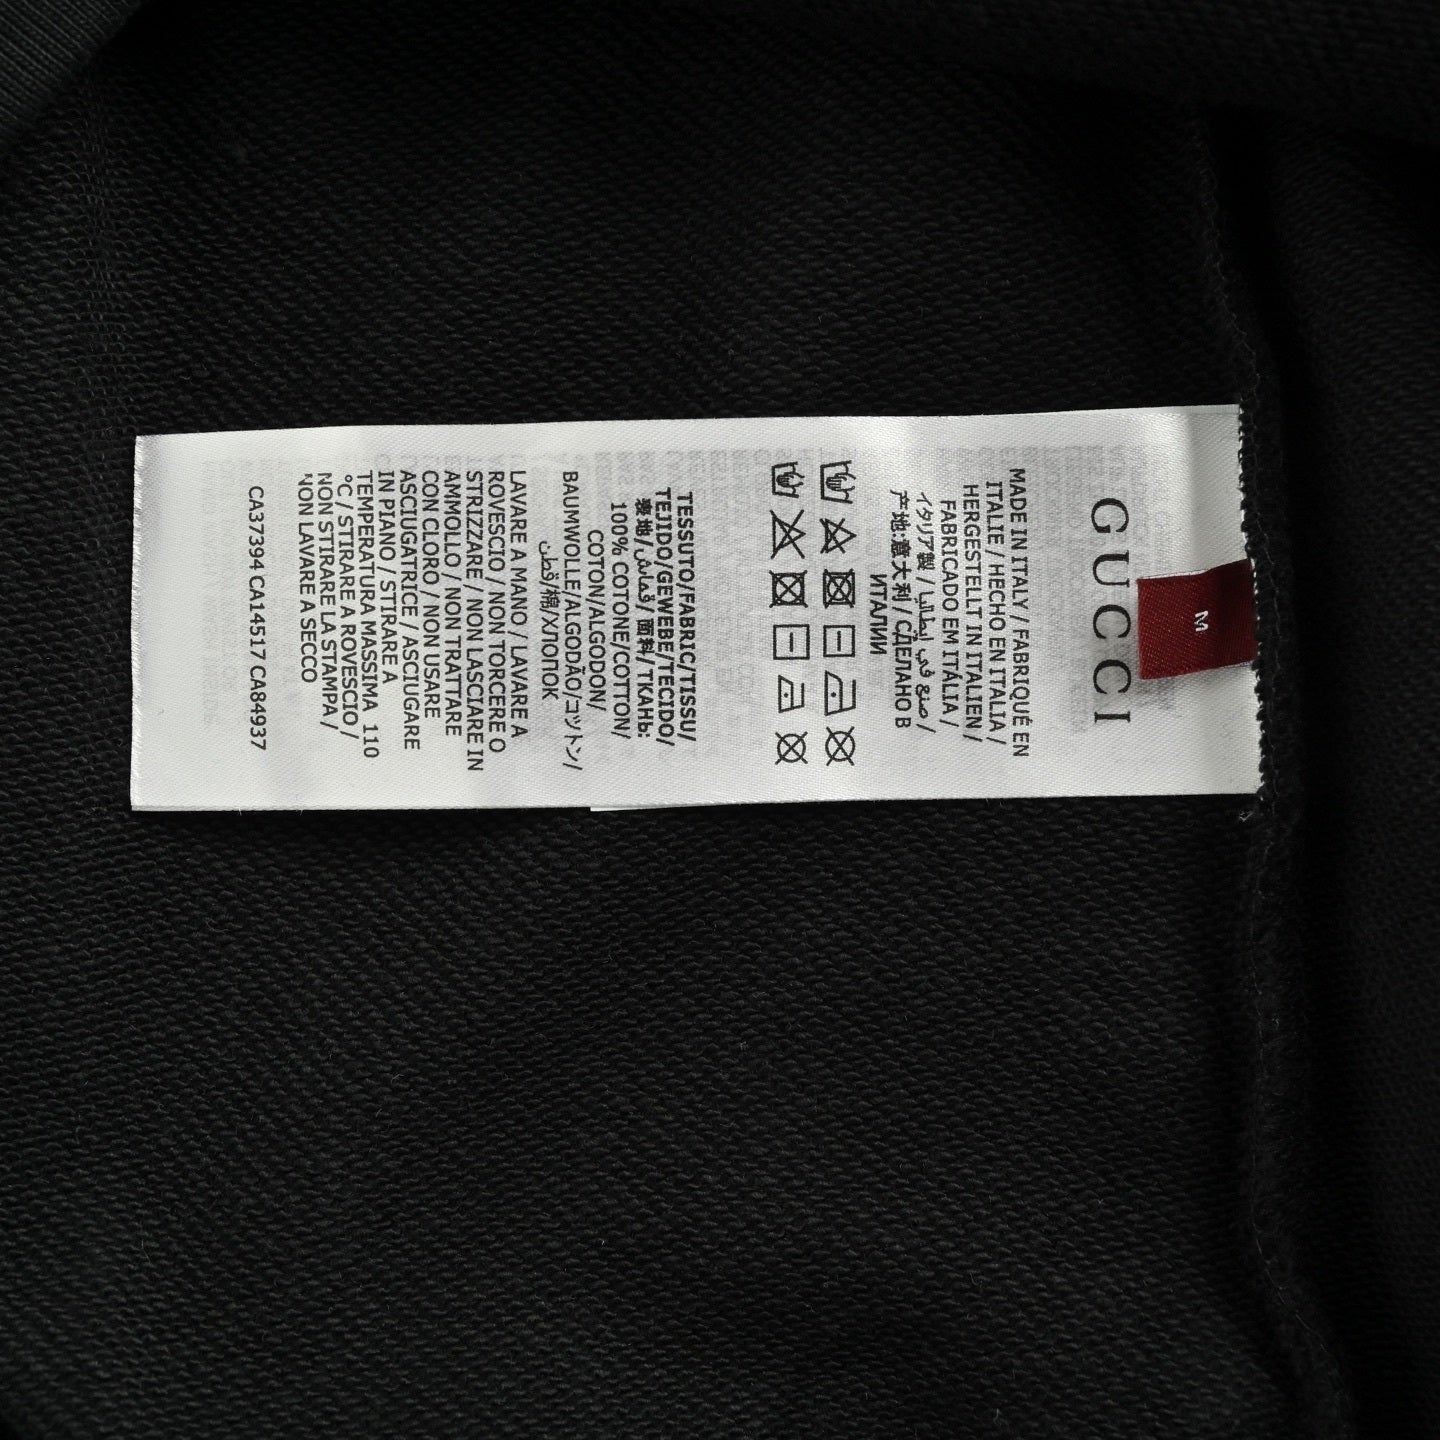 M
GUCCI
MADE IN ITALY / FABRIQUÉ EN
ITALIE / HECHO EN ITALIA /
HERGESTELLT IN ITALIEN /
FABRICADO EM ITÁLIA /
イタリア製 / صنع في إيطاليا /
产地:意大利 / СДЕЛАНО В
ИТАЛИИ
TESSUTO/FABRIC/TISSU/
TEJIDO/GEWEBE/TECIDO/
表地/قماش/面料/ТКАНЬ:
100% COTONE/COTTON/
COTON/ALGODON/
BAUMWOLLE/ALGODÃO/コットン/
قطن/棉/ХЛОПОК
LAVARE A MANO / LAVARE A
ROVESCIO / NON TORCERE O
STRIZZARE / NON LASCIARE IN
AMMOLLO / NON TRATTARE
CON CLORO / NON USARE
ASCIUGATRICE / ASCIUGARE
IN PIANO / STIRARE A
TEMPERATURA MASSIMA 110
°C / STIRARE A ROVESCIO /
NON STIRARE LA STAMPA /
NON LAVARE A SECCO
CA37394 CA14517 CA84937